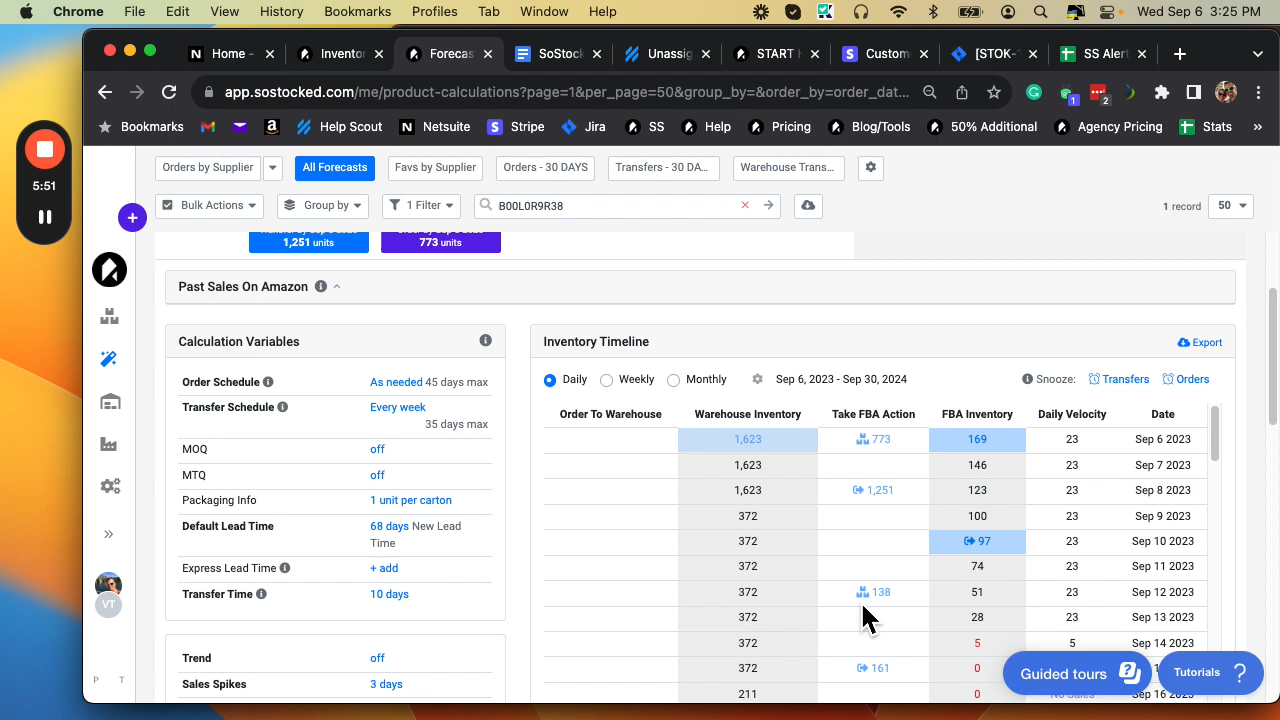 Chrome File Edit View History Bookmarks Profiles Tab Window Help Wed Sep 6 3:25 PM
Home - Inventor Forecas SoStock Unassig START H Custom [STOK- SS Alert
app.sostocked.com/me/product-calculations?page=1&per_page=50&group_by=&order_by=order_dat...
1 2
Bookmarks Help Scout Netsuite Stripe Jira SS Help Pricing Blog/Tools 50% Additional Agency Pricing Stats »
5:51
Orders by Supplier All Forecasts Favs by Supplier Orders - 30 DAYS Transfers - 30 DA... Warehouse Trans...
Bulk Actions Group by 1 Filter B00L0R9R38 1 record 50
1,251 units 773 units
Past Sales On Amazon
Calculation Variables
Order Schedule As needed 45 days max
Transfer Schedule Every week
35 days max
MOQ off
MTQ off
Packaging Info 1 unit per carton
Default Lead Time 68 days New Lead
Time
Express Lead Time + add
Transfer Time 10 days
Trend off
Sales Spikes 3 days
Inventory Timeline Export
Daily Weekly Monthly Sep 6, 2023 - Sep 30, 2024 Snooze: Transfers Orders
Order To Warehouse Warehouse Inventory Take FBA Action FBA Inventory Daily Velocity Date
1,623 773 169 23 Sep 6 2023
1,623 146 23 Sep 7 2023
1,623 1,251 123 23 Sep 8 2023
372 100 23 Sep 9 2023
372 97 23 Sep 10 2023
372 74 23 Sep 11 2023
372 138 51 23 Sep 12 2023
372 28 23 Sep 13 2023
372 5 5 Sep 14 2023
372 161 0
211 0
VT
P T
Guided tours
Tutorials ?